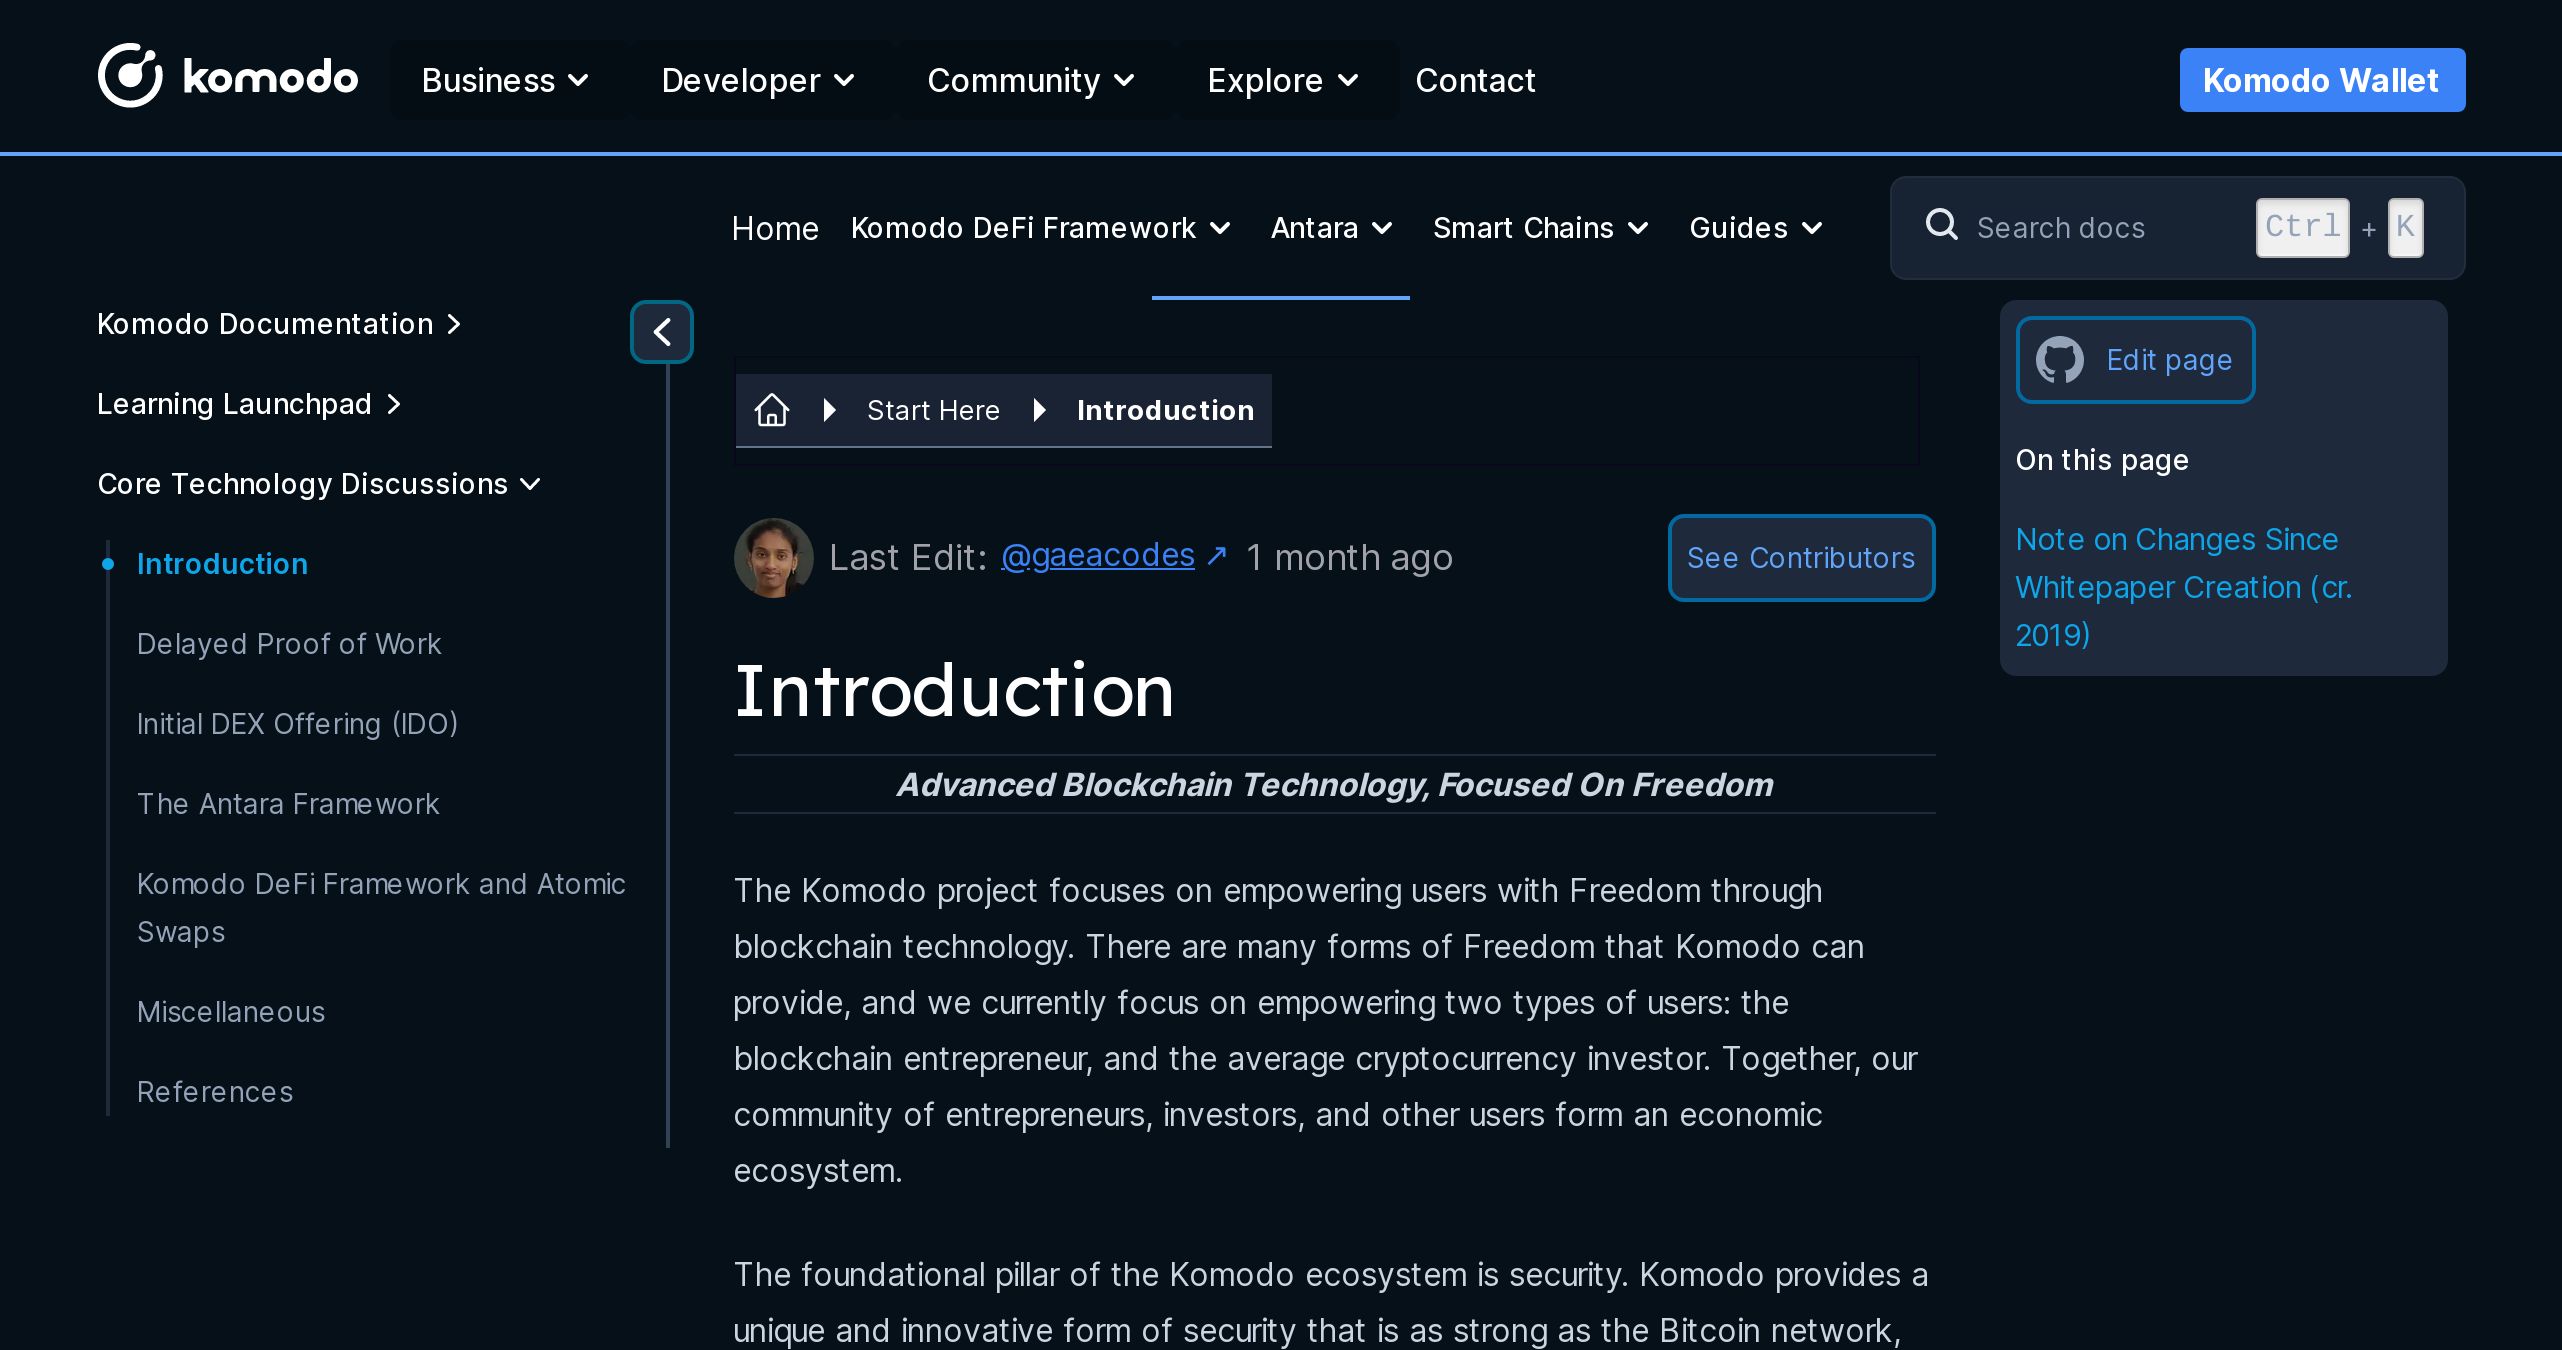 komodo
Business
Developer
Community
Explore
Contact
Komodo Wallet
Home
Komodo DeFi Framework
Antara
Smart Chains
Guides
Search docs
Ctrl + K
Komodo Documentation
Learning Launchpad
Core Technology Discussions
Introduction
Delayed Proof of Work
Initial DEX Offering (IDO)
The Antara Framework
Komodo DeFi Framework and Atomic
Swaps
Miscellaneous
References
Start Here
Introduction
Last Edit: @gaeacodes ↗ 1 month ago
See Contributors
Introduction
Advanced Blockchain Technology, Focused On Freedom
The Komodo project focuses on empowering users with Freedom through
blockchain technology. There are many forms of Freedom that Komodo can
provide, and we currently focus on empowering two types of users: the
blockchain entrepreneur, and the average cryptocurrency investor. Together, our
community of entrepreneurs, investors, and other users form an economic
ecosystem.
The foundational pillar of the Komodo ecosystem is security. Komodo provides a
unique and innovative form of security that is as strong as the Bitcoin network,
Edit page
On this page
Note on Changes Since
Whitepaper Creation (cr.
2019)